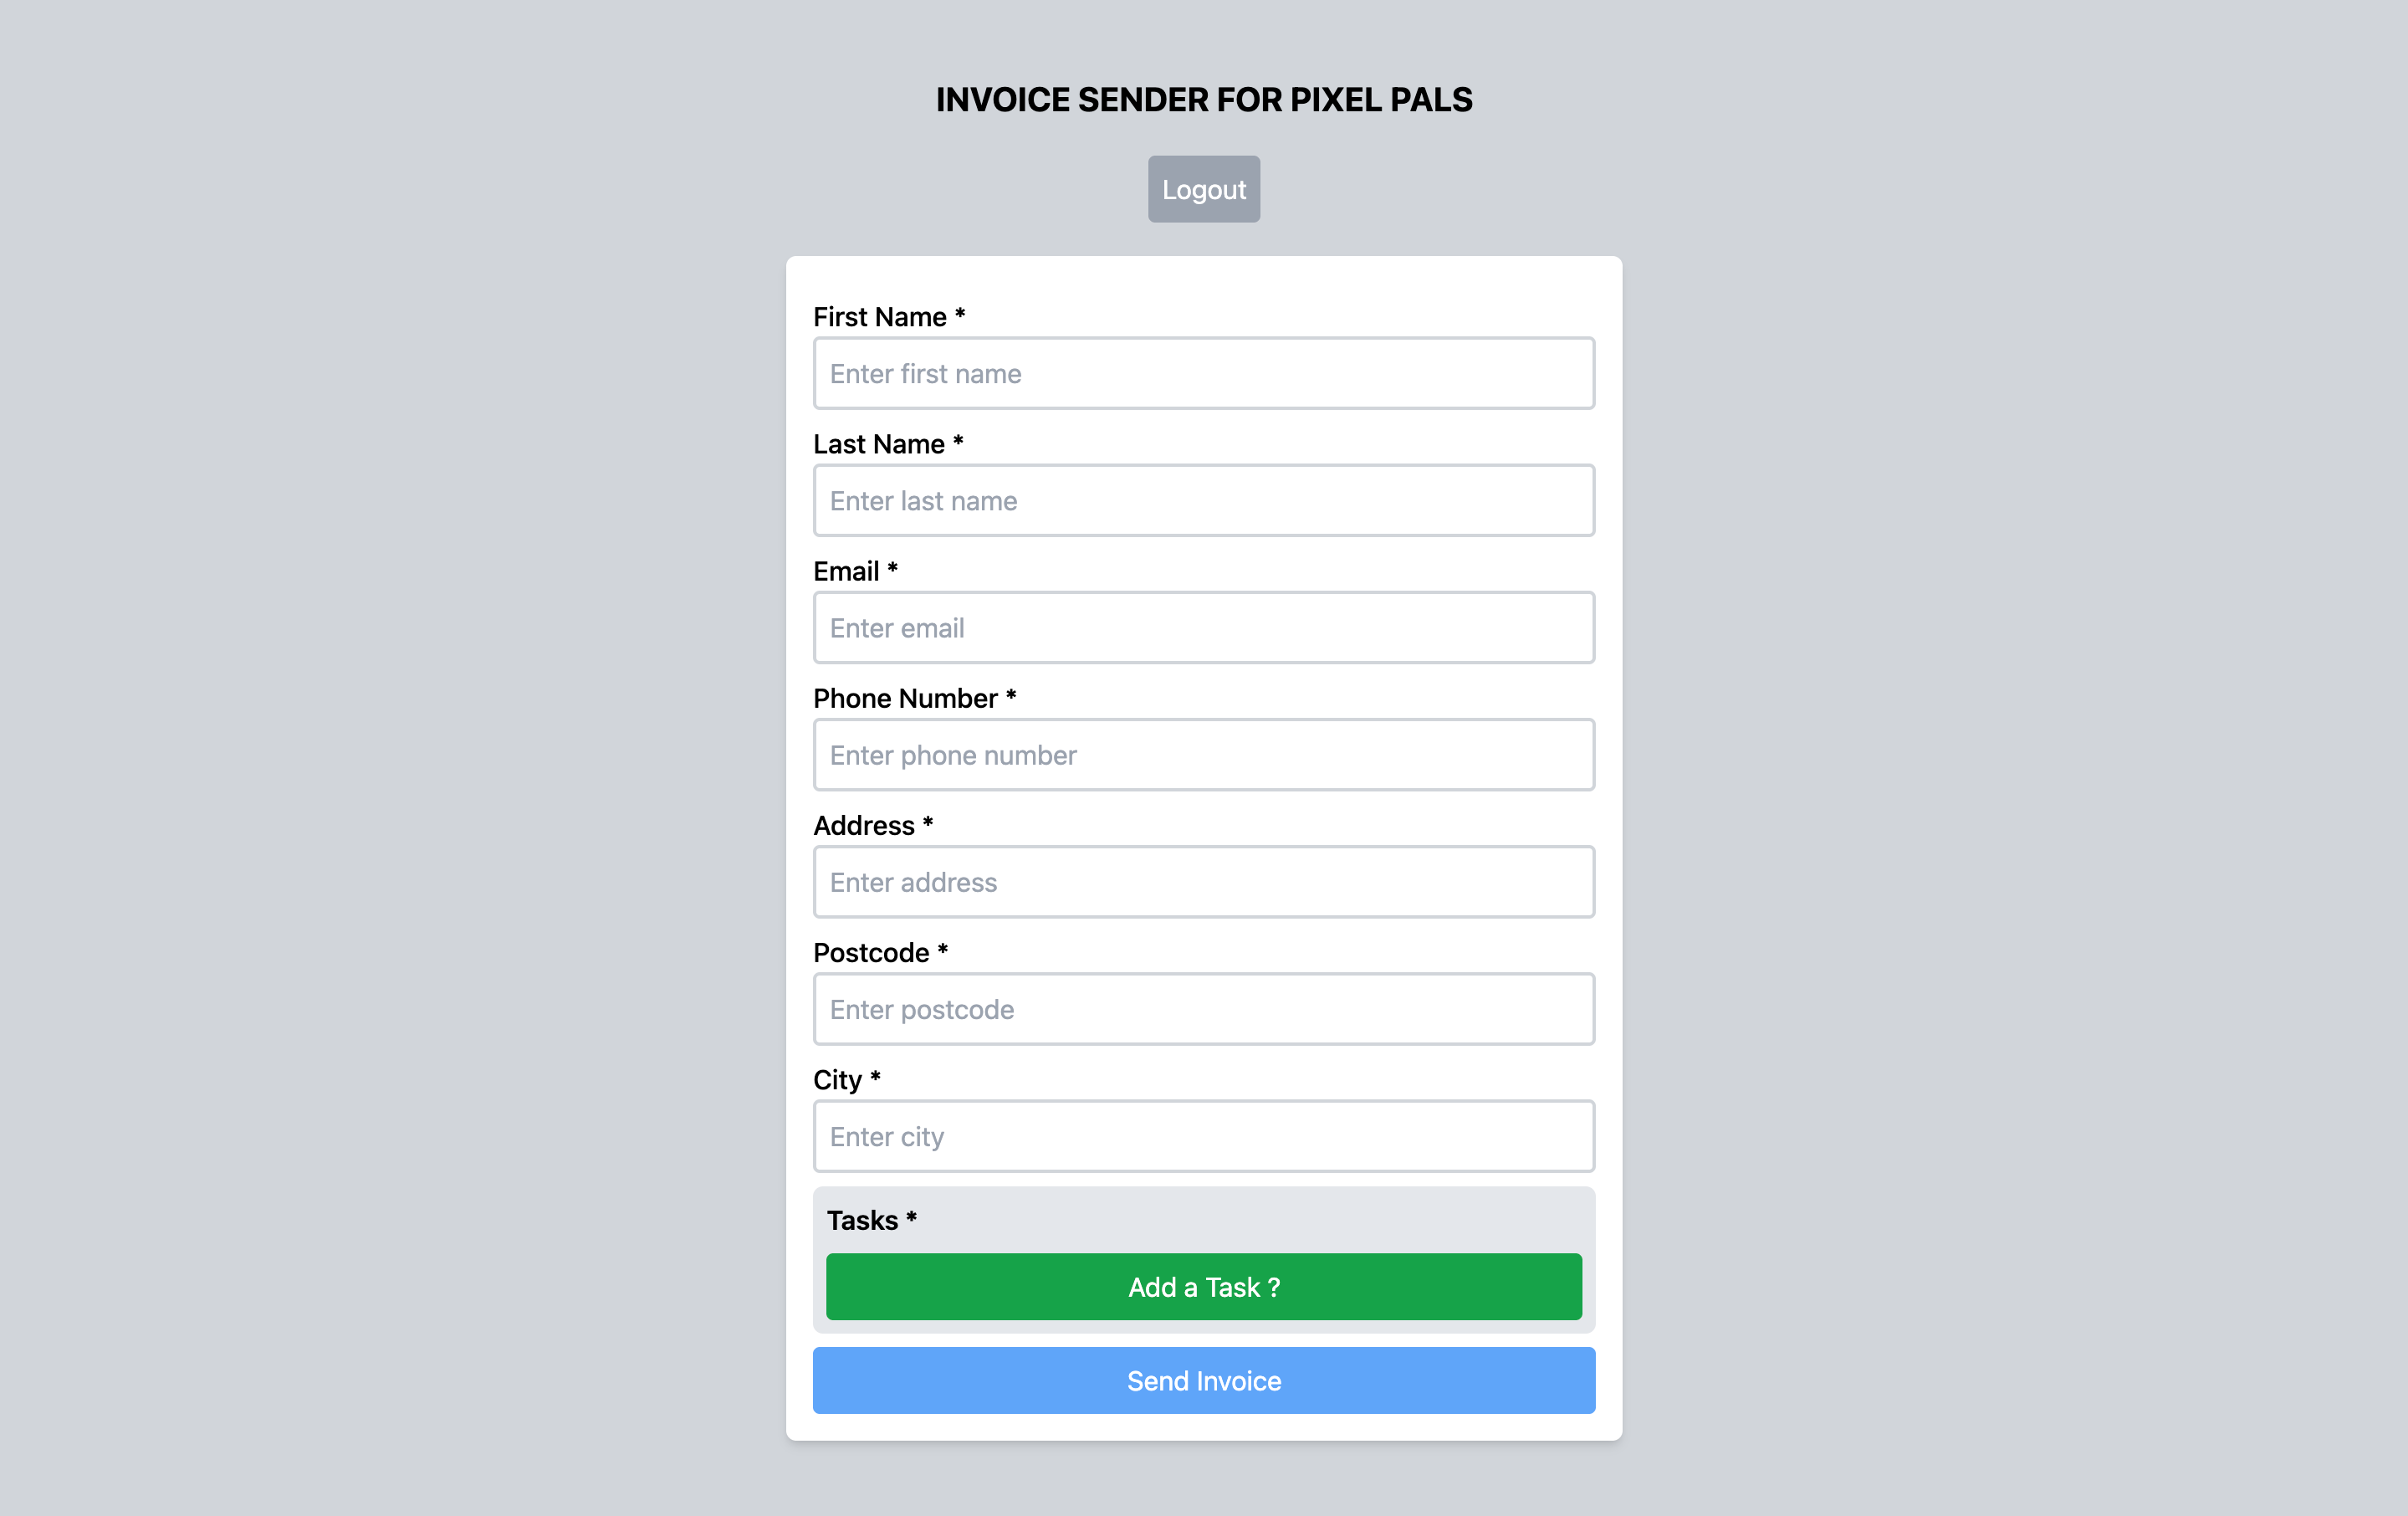 INVOICE SENDER FOR PIXEL PALS
Logout
First Name *
Enter first name
Last Name *
Enter last name
Email *
Enter email
Phone Number *
Enter phone number
Address *
Enter address
Postcode *
Enter postcode
City *
Enter city
Tasks *
Add a Task ?
Send Invoice